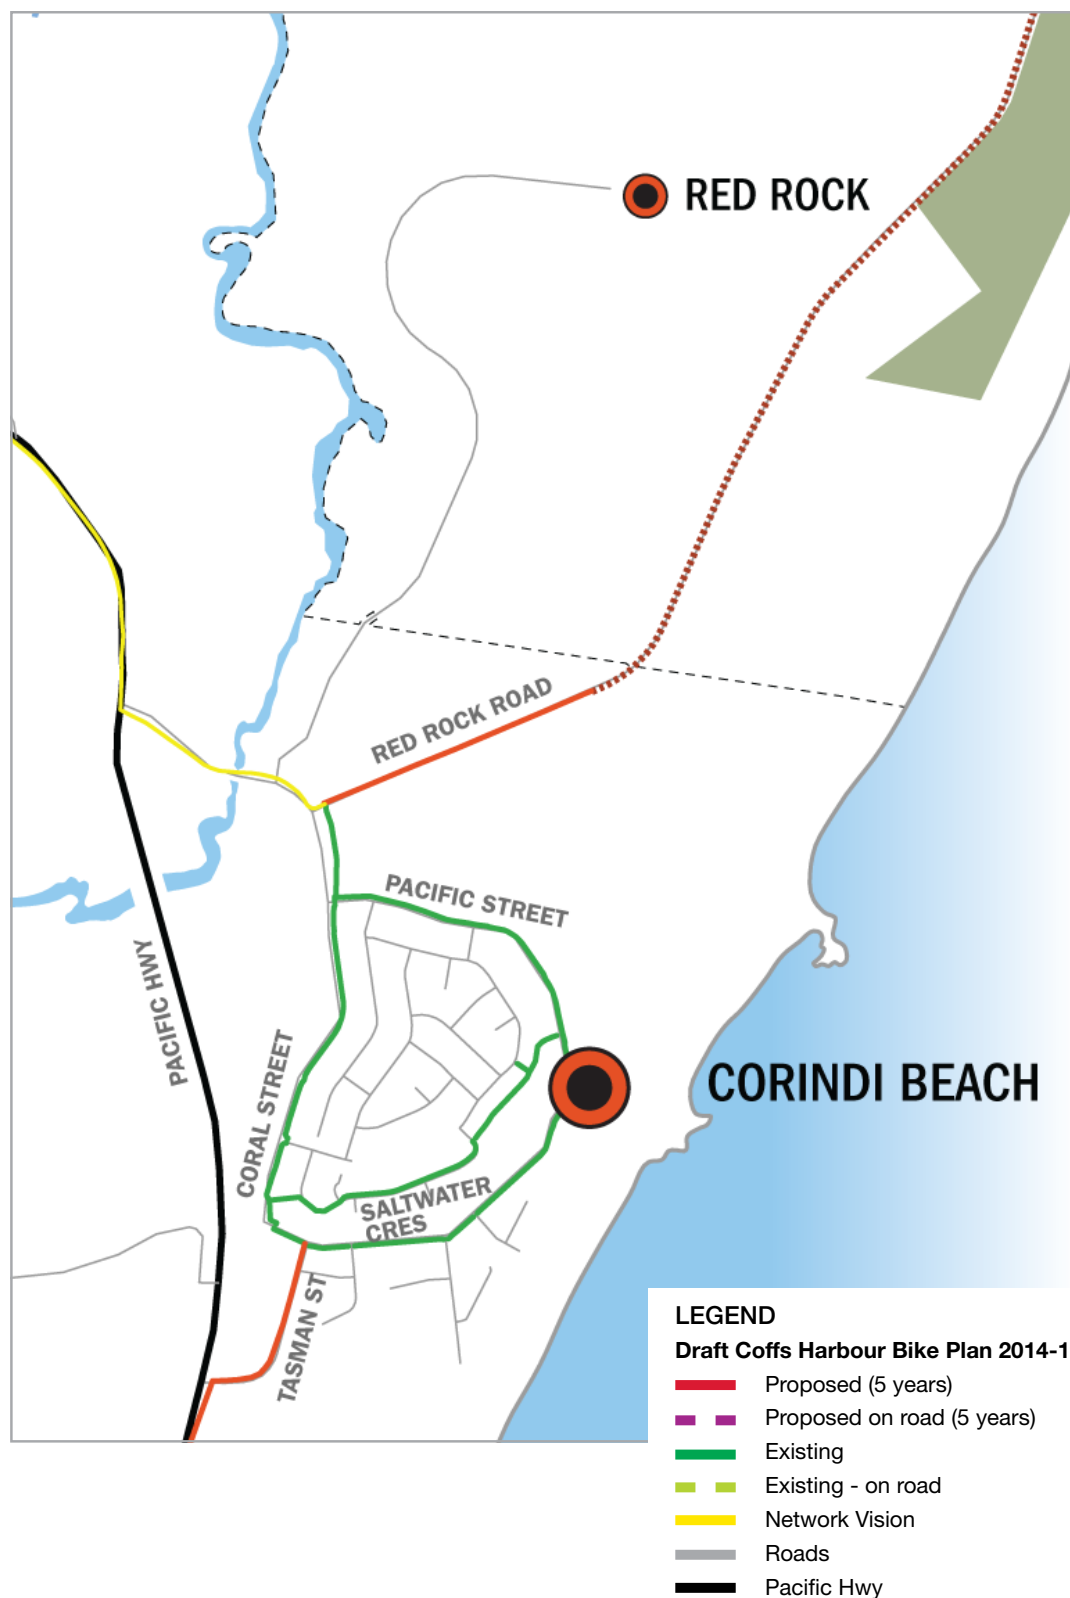 RED ROCK
RED ROCK ROAD
PACIFIC STREET
PACIFIC HWY
CORAL STREET
CORINDI BEACH
SALTWATER
CRES
TASMAN ST
LEGEND
Draft Coffs Harbour Bike Plan 2014-1
Proposed (5 years)
Proposed on road (5 years)
Existing
Existing - on road
Network Vision
Roads
Pacific Hwy